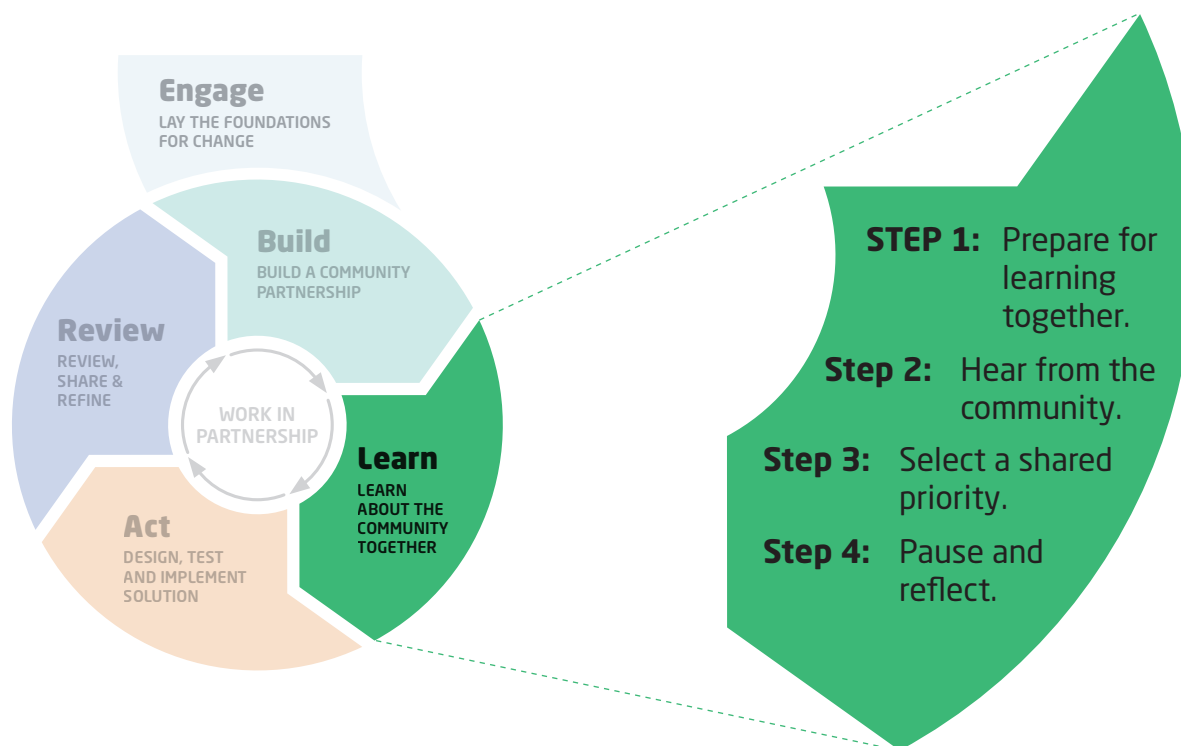 Engage
LAY THE FOUNDATIONS
FOR CHANGE
Build
BUILD A COMMUNITY
PARTNERSHIP
Review
REVIEW,
SHARE &
REFINE
WORK IN
PARTNERSHIP
Learn
LEARN
ABOUT THE
COMMUNITY
TOGETHER
Act
DESIGN, TEST
AND IMPLEMENT
SOLUTION
STEP 1: Prepare for
learning
together.
Step 2: Hear from the
community.
Step 3: Select a shared
priority.
Step 4: Pause and
reflect.